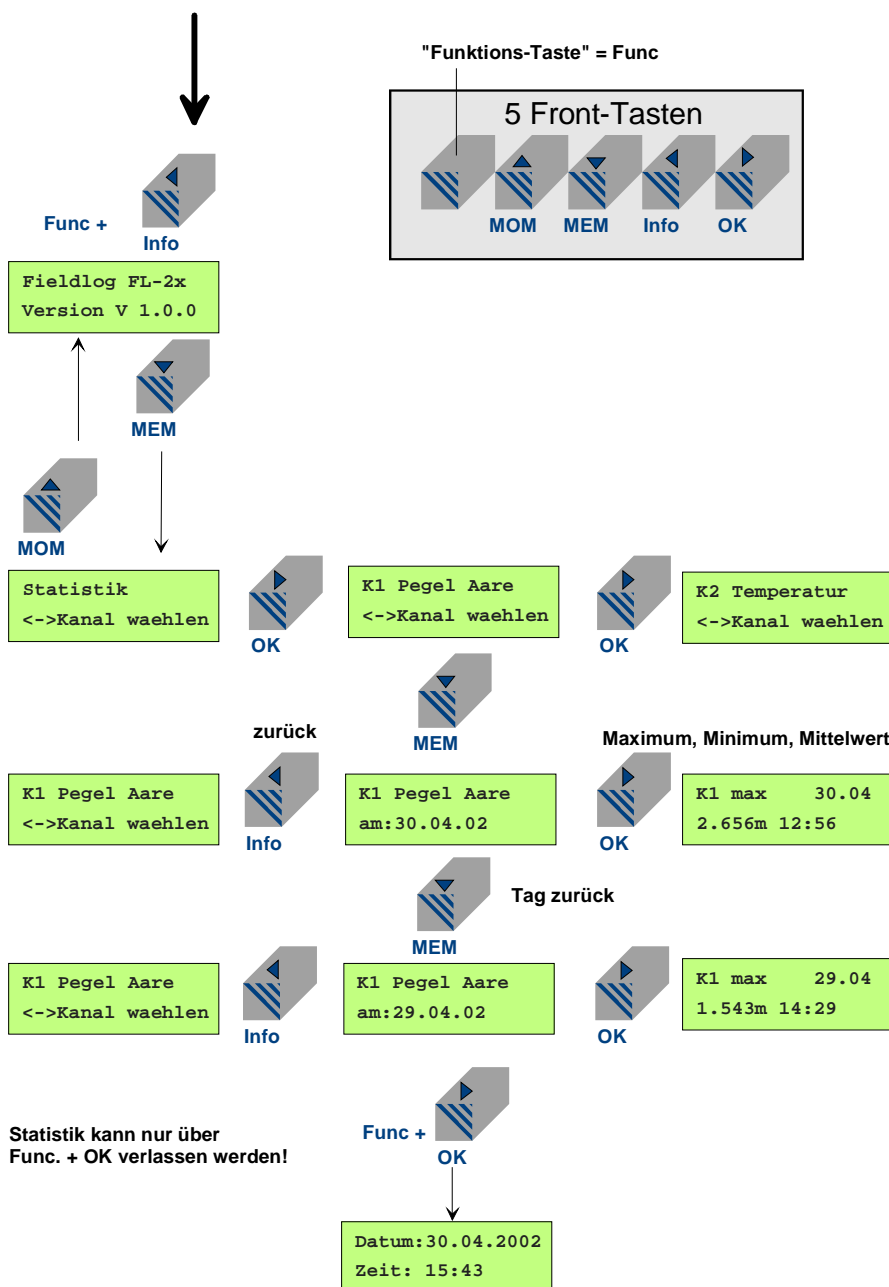 "Funktions-Taste" = Func
5 Front-Tasten
MOM MEM Info OK
Func +
Info
Fieldlog FL-2x
Version V 1.0.0
MEM
MOM
Statistik
<->Kanal waehlen
OK
K1 Pegel Aare
<->Kanal waehlen
OK
K2 Temperatur
<->Kanal waehlen
MEM
zurück
Maximum, Minimum, Mittelwert
K1 Pegel Aare
<->Kanal waehlen
Info
K1 Pegel Aare
am:30.04.02
OK
K1 max 30.04
2.656m 12:56
MEM
Tag zurück
K1 Pegel Aare
<->Kanal waehlen
Info
K1 Pegel Aare
am:29.04.02
OK
K1 max 29.04
1.543m 14:29
Statistik kann nur über
Func. + OK verlassen werden!
Func +
OK
Datum:30.04.2002
Zeit: 15:43